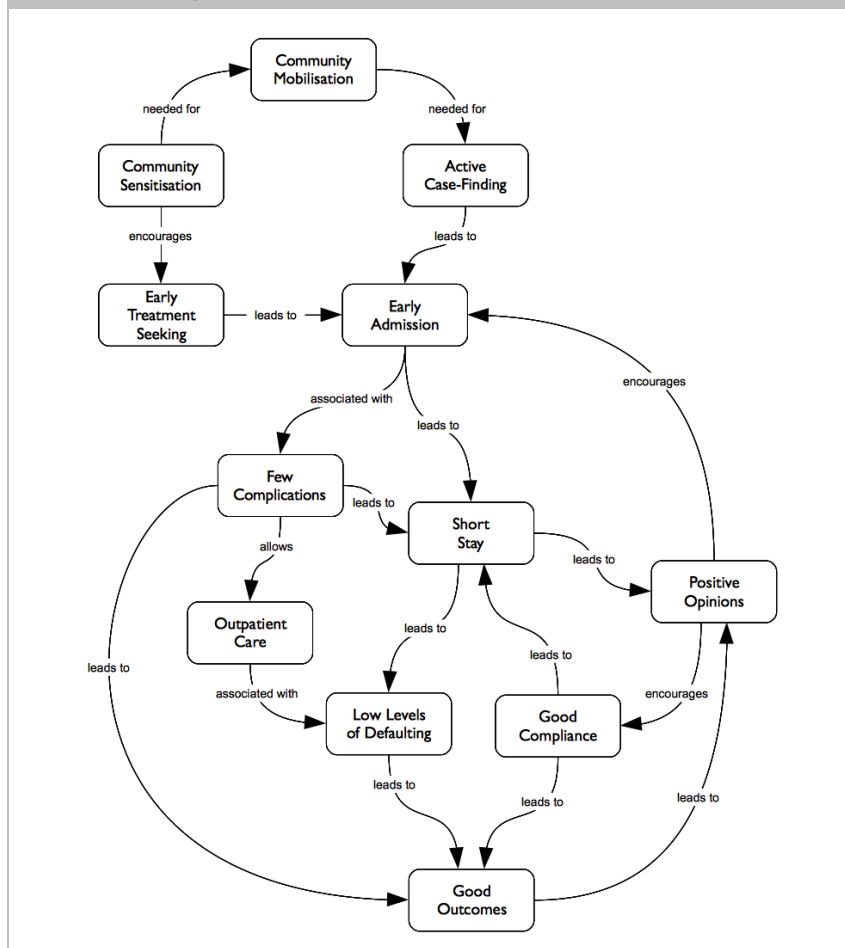 Community
Mobilisation
needed for
needed for
Community
Sensitisation
Active
Case-Finding
encourages
leads to
Early
Treatment
Seeking
leads to
Early
Admission
encourages
associated with
leads to
Few
Complications
leads to
Short
Stay
allows
leads to
Positive
Opinions
Outpatient
Care
leads to
leads to
leads to
associated with
encourages
Low Levels
of Defaulting
Good
Compliance
leads to
leads to
leads to
Good
Outcomes